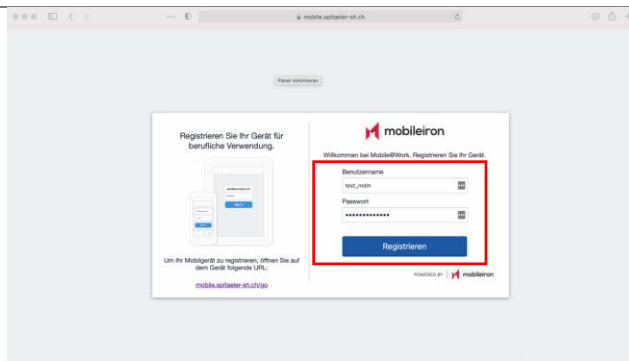 mobile.spitaeler-sh.ch
Panel minimieren
Registrieren Sie Ihr Gerät für
berufliche Verwendung.
Um Ihr Mobilgerät zu registrieren, öffnen Sie auf
dem Gerät folgende URL:
mobile.spitaeler-sh.ch/go
mobileiron
Willkommen bei Mobile@Work. Registrieren Sie Ihr Gerät.
Benutzername
test_mdm
Passwort
•••••••••••••
Registrieren
POWERED BY mobileiron